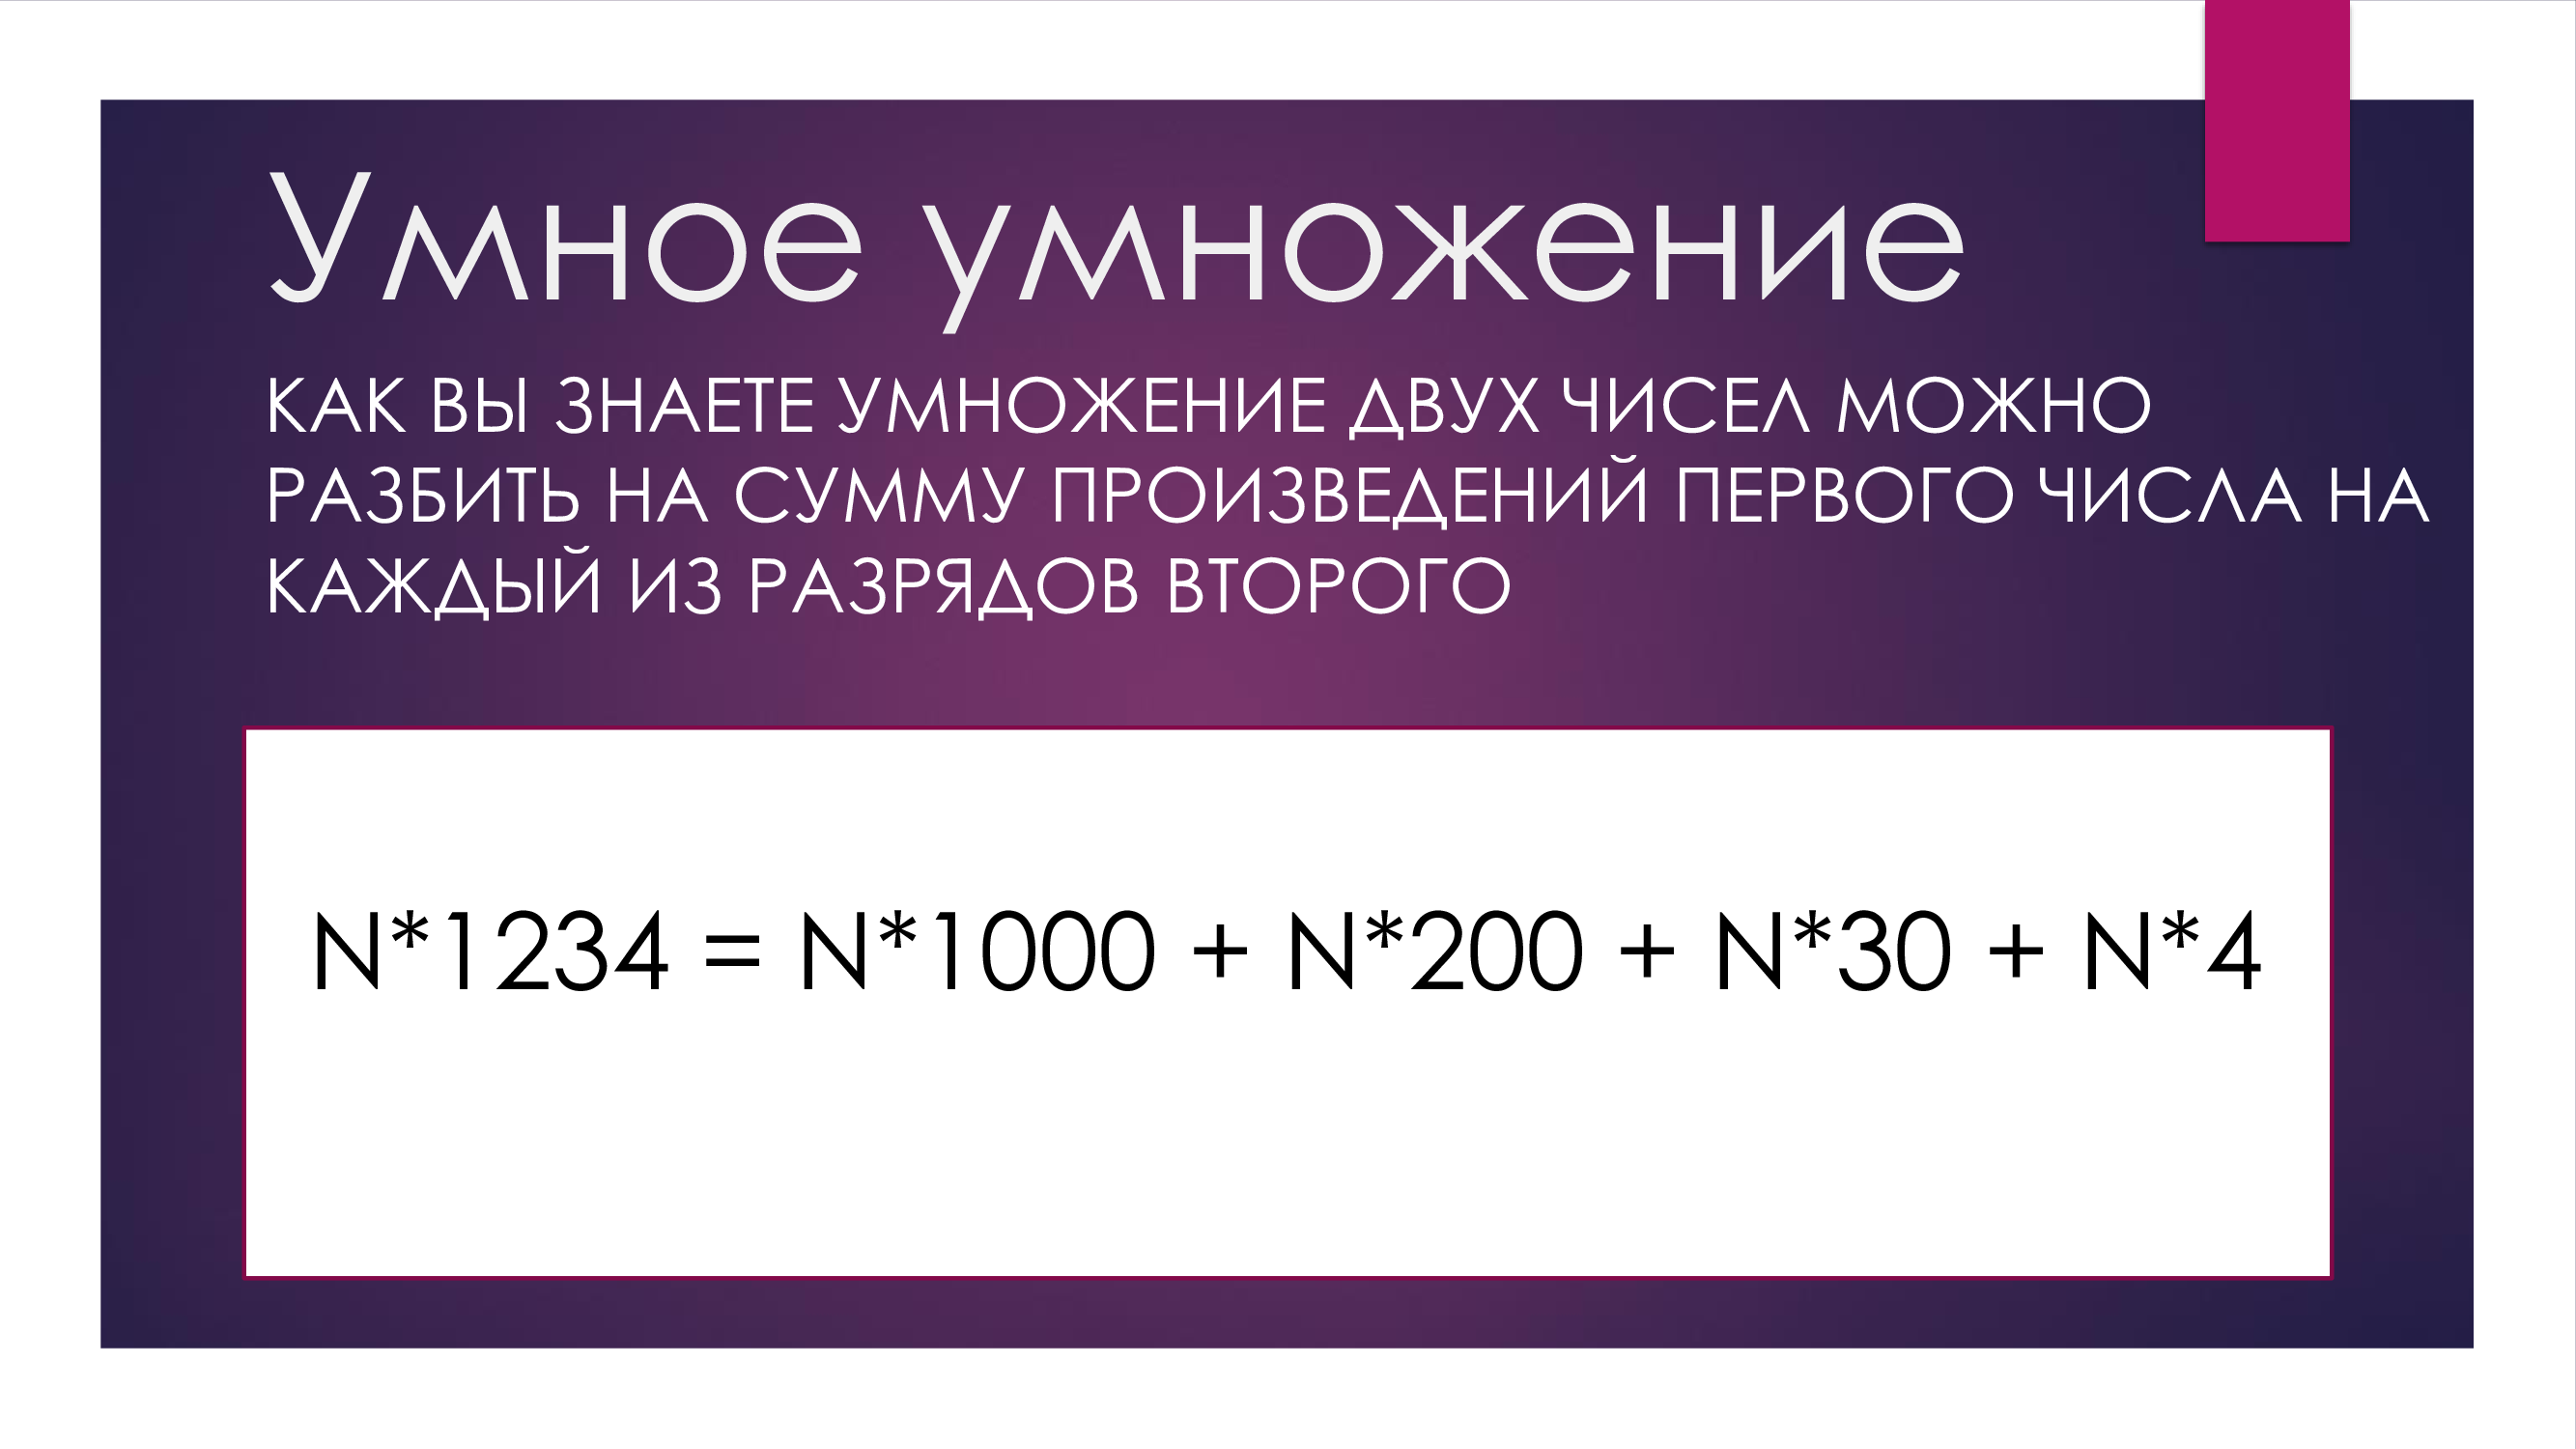 Умное умножение
КАК ВЫ ЗНАЕТЕ УМНОЖЕНИЕ ДВУХ ЧИСЕЛ МОЖНО
РАЗБИТЬ НА СУММУ ПРОИЗВЕДЕНИЙ ПЕРВОГО ЧИСЛА НА
КАЖДЫЙ ИЗ РАЗРЯДОВ ВТОРОГО
N*1234 = N*1000 + N*200 + N*30 + N*4